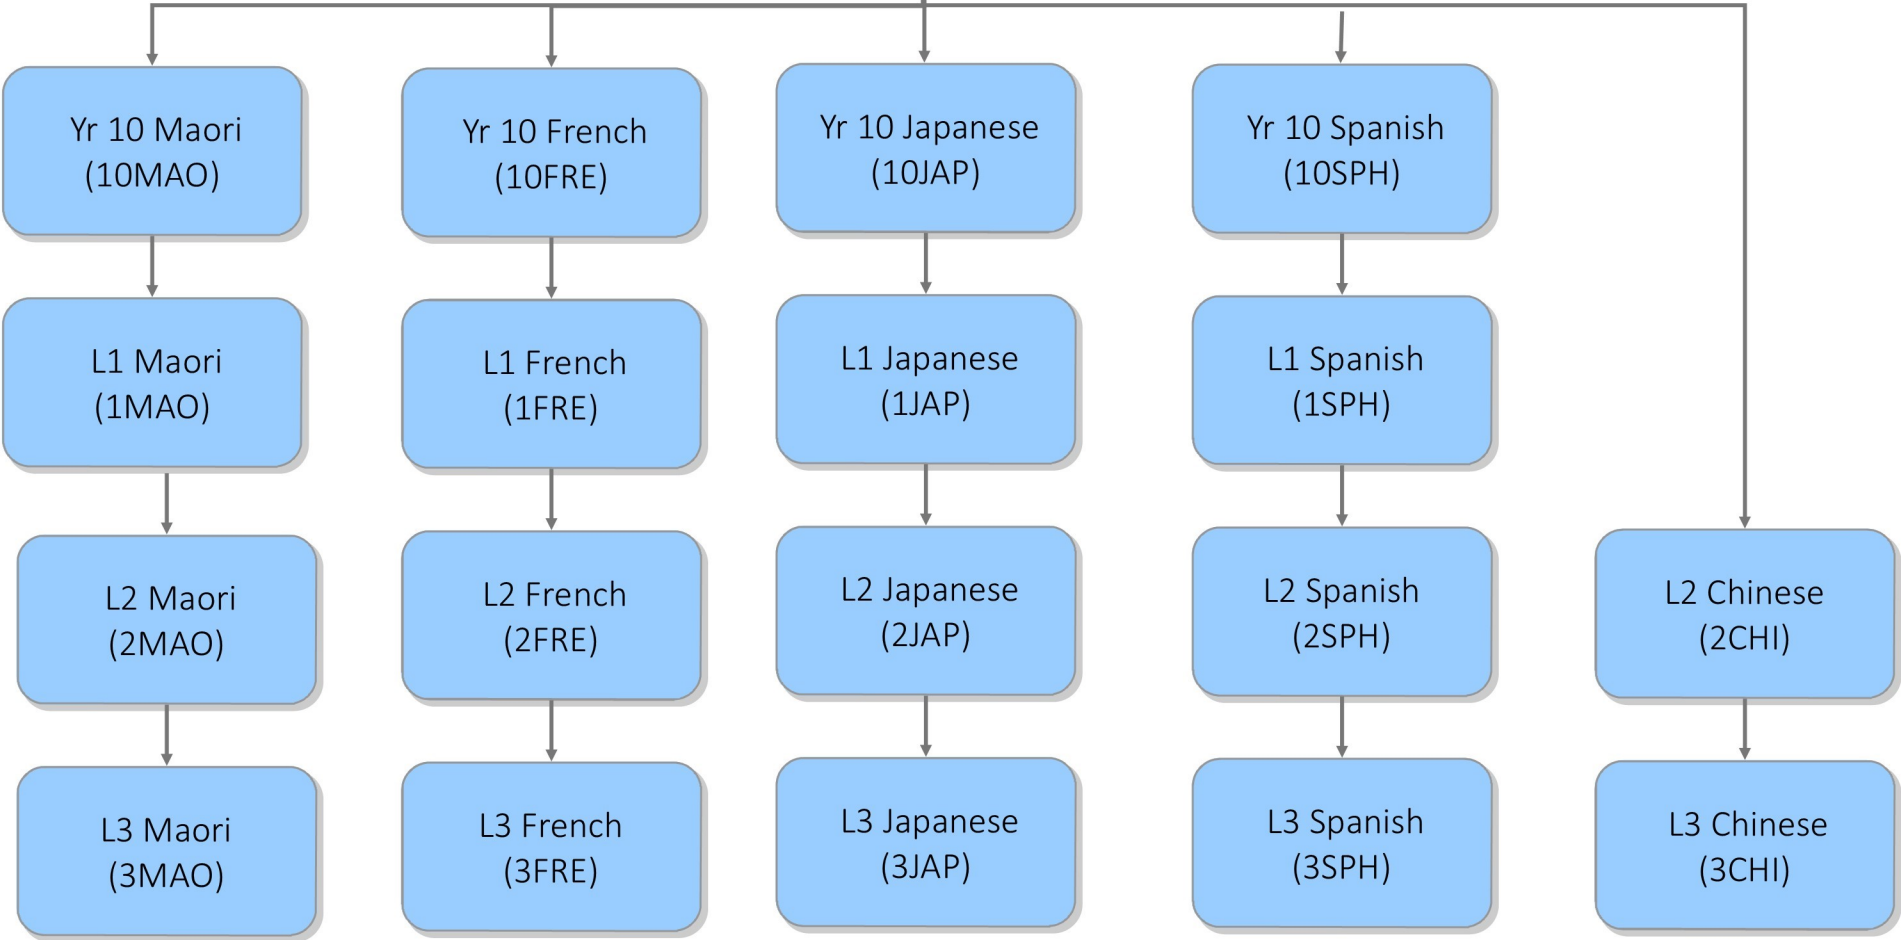 Yr 10 Maori
(10MAO)
Yr 10 French
(10FRE)
Yr 10 Japanese
(10JAP)
Yr 10 Spanish
(10SPH)
L1 Maori
(1MAO)
L1 French
(1FRE)
L1 Japanese
(1JAP)
L1 Spanish
(1SPH)
L2 Maori
(2MAO)
L2 French
(2FRE)
L2 Japanese
(2JAP)
L2 Spanish
(2SPH)
L2 Chinese
(2CHI)
L3 Maori
(3MAO)
L3 French
(3FRE)
L3 Japanese
(3JAP)
L3 Spanish
(3SPH)
L3 Chinese
(3CHI)